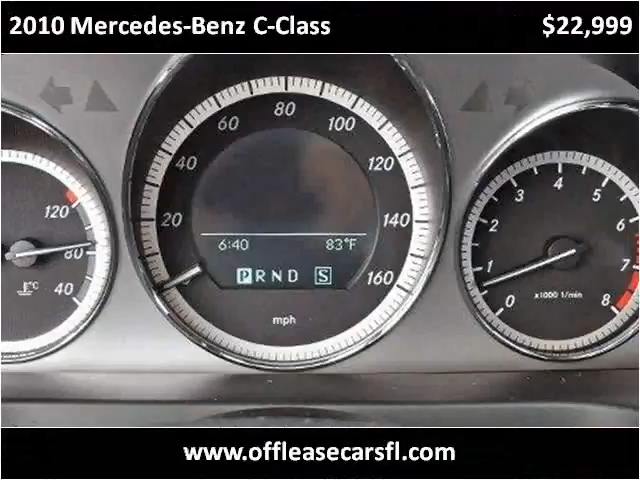 2010 Mercedes-Benz C-Class $22,999
60 80 100
40 120
20 140
160
6:40 83°F
P R N D S
mph
120
80
40
°C
1 2 3 4 5 6 7 8
0
x1000 1/min
www.offleasecarsfl.com